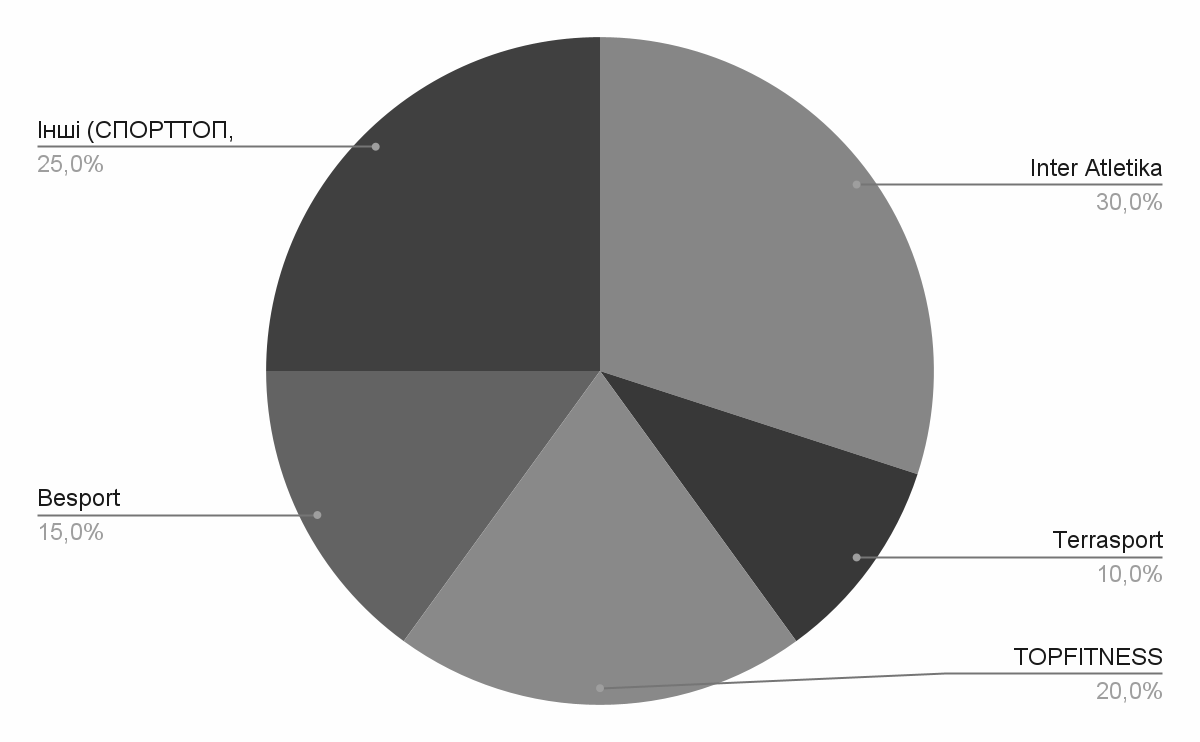 Інші (СПОРТТОП,
25,0%
Inter Atletika
30,0%
Besport
15,0%
Terrasport
10,0%
TOPFITNESS
20,0%